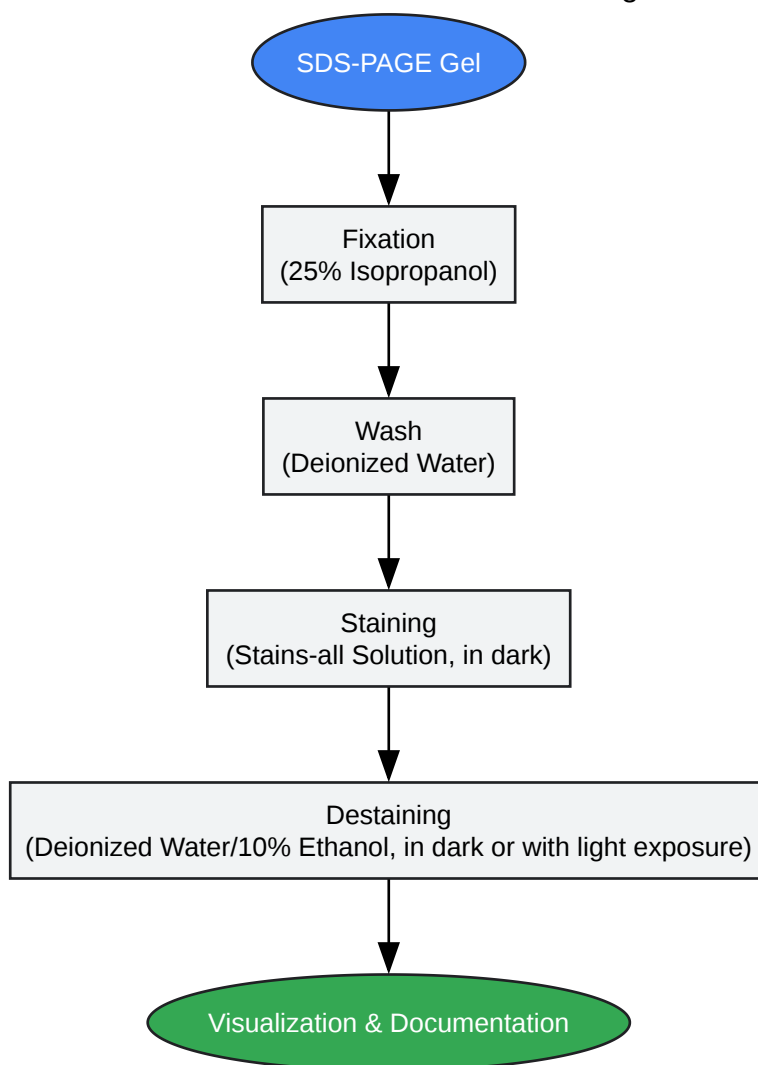 SDS-PAGE Gel
Fixation
(25% Isopropanol)
Wash
(Deionized Water)
Staining
(Stains-all Solution, in dark)
Destaining
(Deionized Water/10% Ethanol, in dark or with light exposure)
Visualization & Documentation